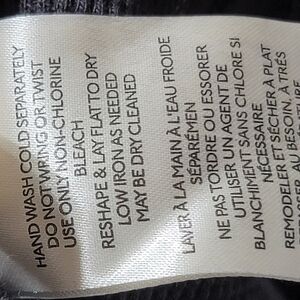 HAND WASH COLD SEPARATELY
DO NOT WRING OR TWIST
USE ONLY NON-CHLORINE
BLEACH
RESHAPE & LAY FLAT TO DRY
LOW IRON AS NEEDED
MAY BE DRY CLEANED
LAVER À LA MAIN À L'EAU FROIDE
SÉPARÉMEN
NE PAS TORDRE OU ESSORER
UTILISER UN AGENT DE
BLANCHIMENT SANS CHLORE SI
NÉCESSAIRE
REMODELER ET SÉCHER À PLAT
AU BESOIN, À TRÈS